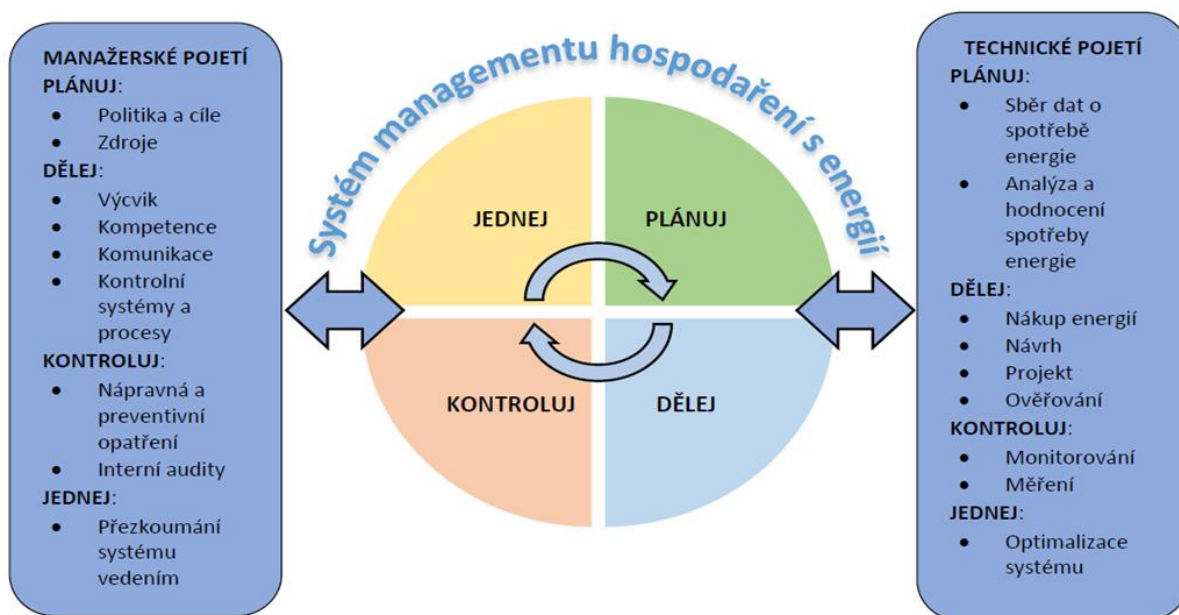 MANAŽERSKÉ POJETÍ
PLÁNUJ:
● Politika a cíle
● Zdroje
DĚLEJ:
● Výcvik
● Kompetence
● Komunikace
● Kontrolní
systémy a
procesy
KONTROLUJ:
● Nápravná a
preventivní
opatření
● Interní audity
JEDNEJ:
● Přezkoumání
systému
vedením
Systém managementu hospodaření s energií
JEDNEJ
PLÁNUJ
KONTROLUJ
DĚLEJ
TECHNICKÉ POJETÍ
PLÁNUJ:
● Sběr dat o
spotřebě
energie
● Analýza a
hodnocení
spotřeby
energie
DĚLEJ:
● Nákup energií
● Návrh
● Projekt
● Ověřování
KONTROLUJ:
● Monitorování
● Měření
JEDNEJ:
● Optimalizace
systému